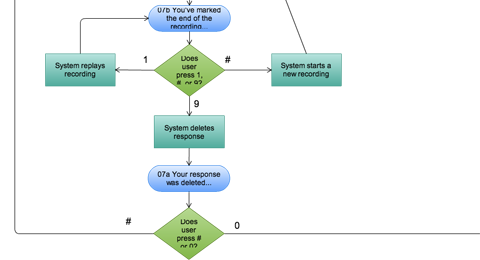 07b You've marked
the end of the
recording...
Does
user
press 1,
#, or 9?
1
#
System replays
recording
System starts a
new recording
9
System deletes
response
07a Your response
was deleted...
Does
user
press #
or 0?
#
0